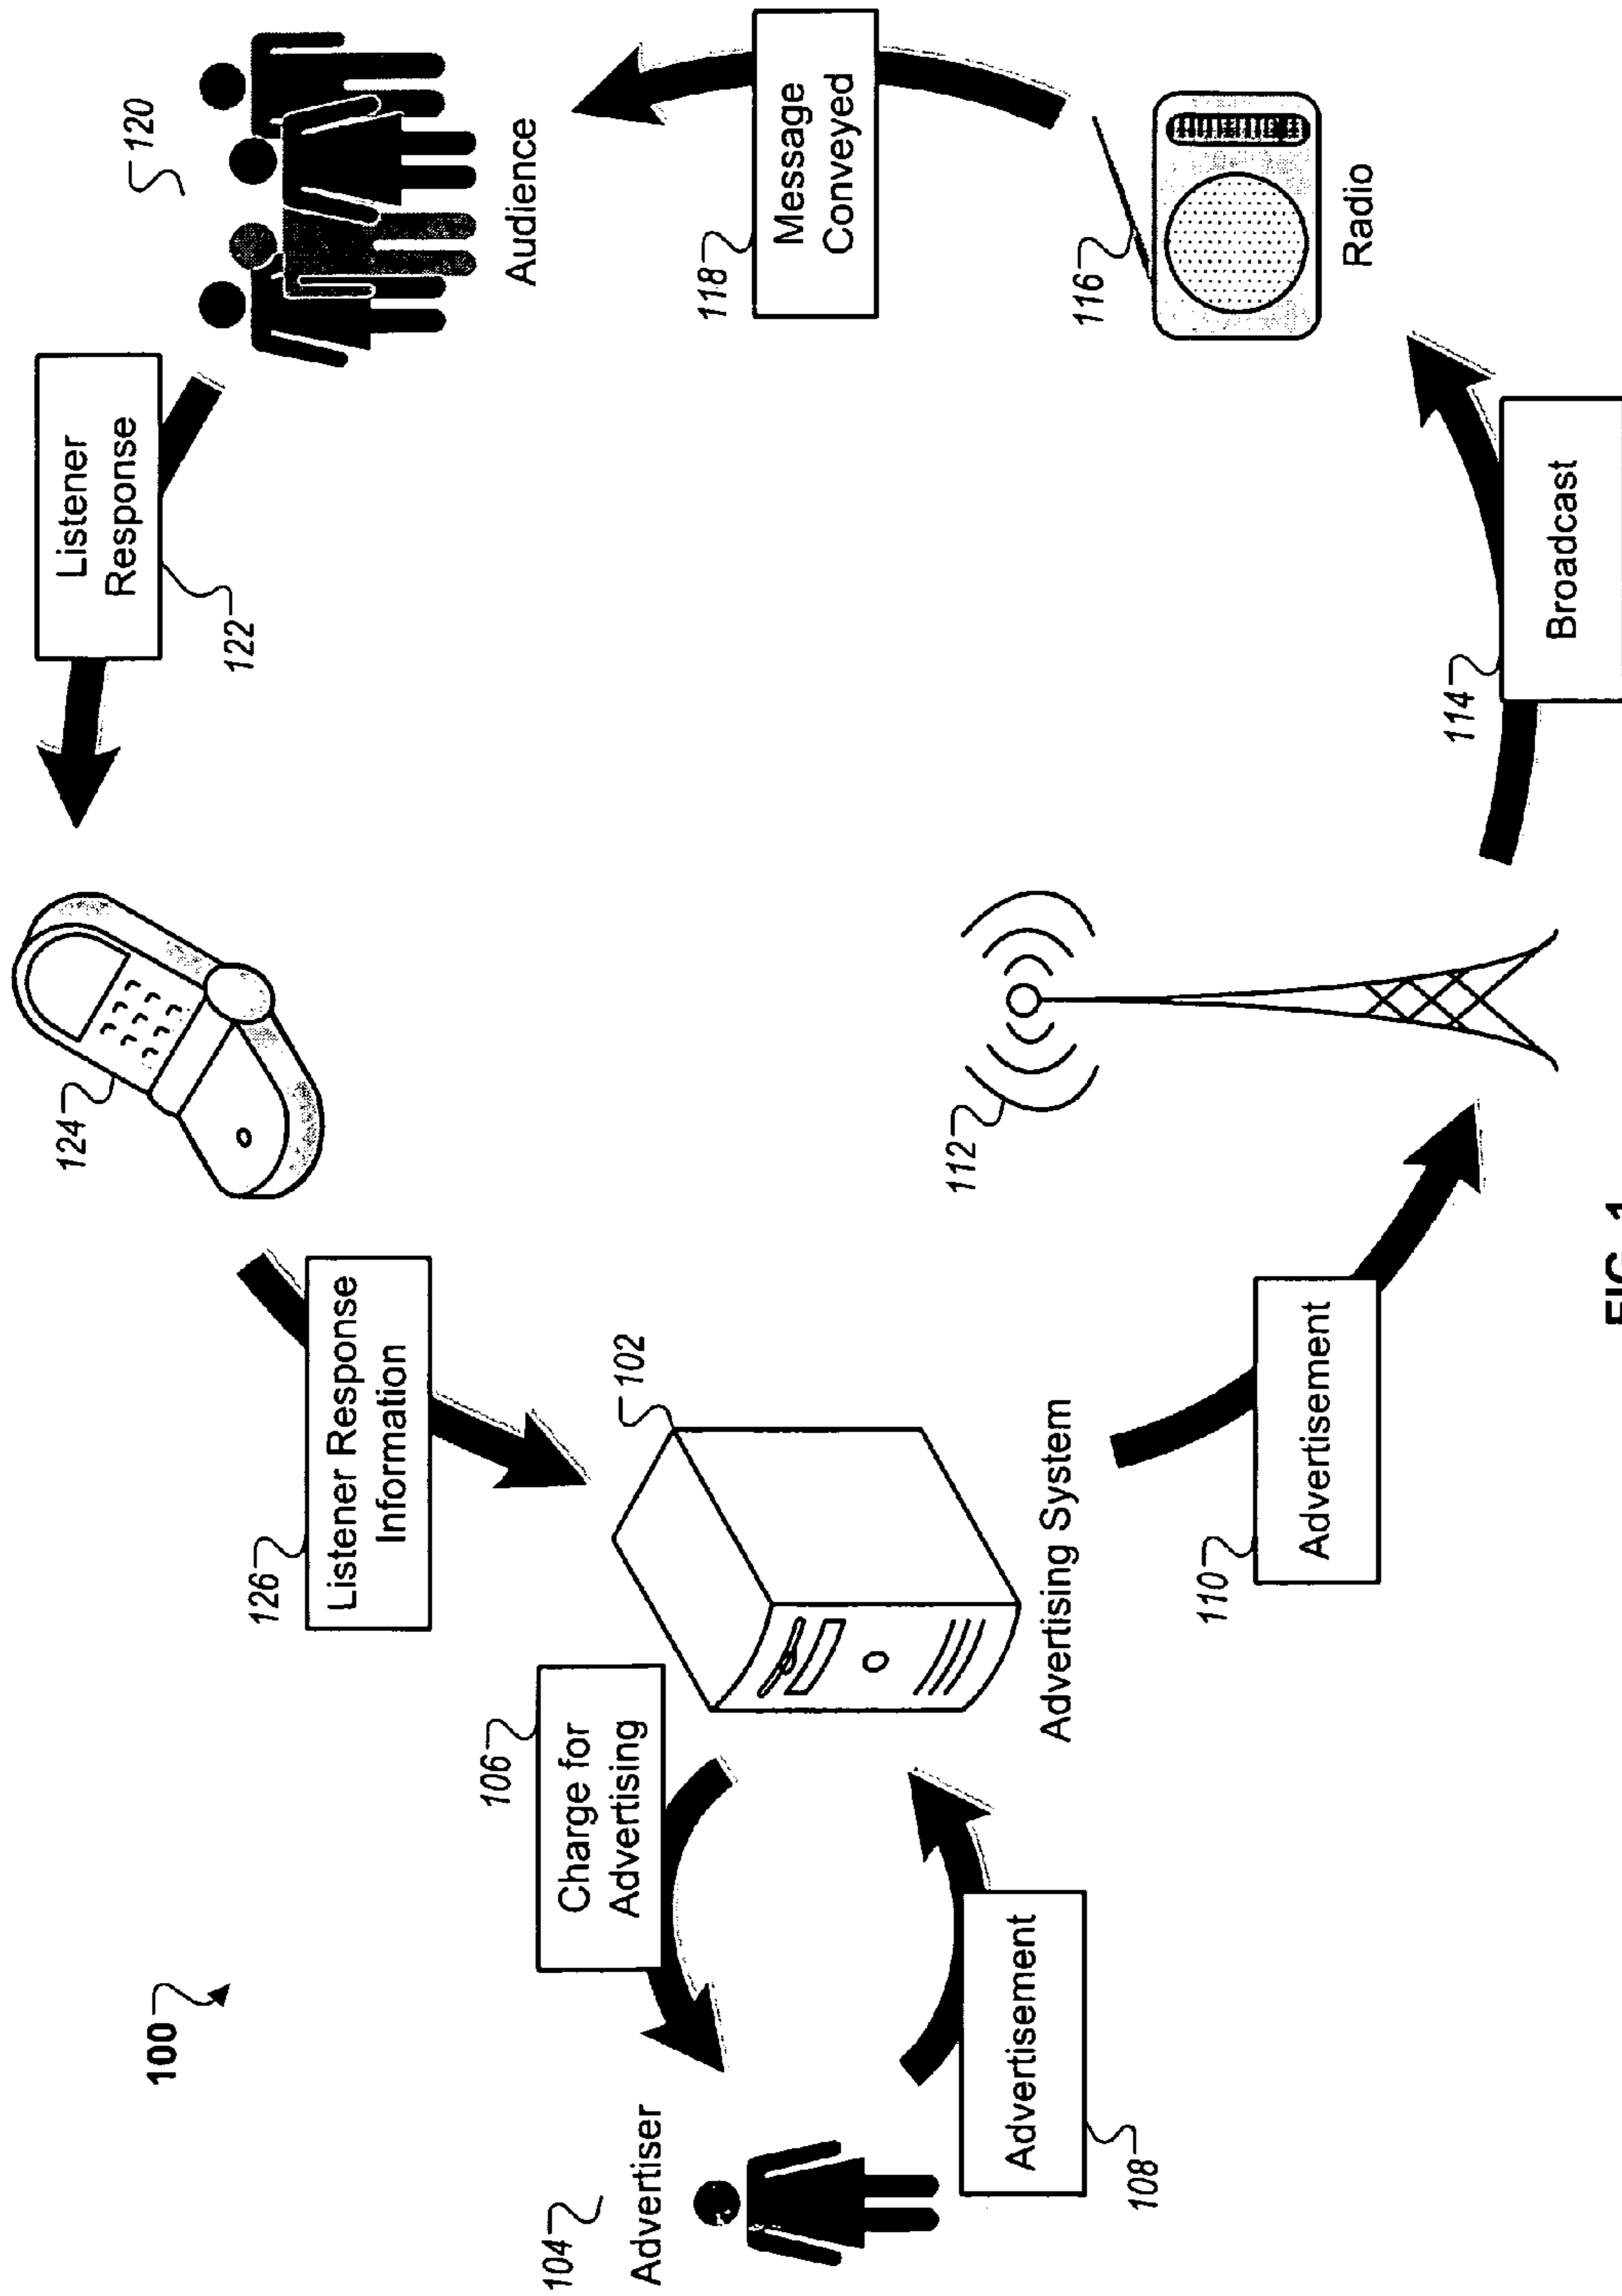 100
104
Advertiser
106
Charge for
Advertising
Advertisement
108
126
Listener Response
Information
102
Advertising System
110
Advertisement
124
112
Listener
Response
122
120
Audience
118
Message
Conveyed
116
Radio
114
Broadcast
FIG. 1